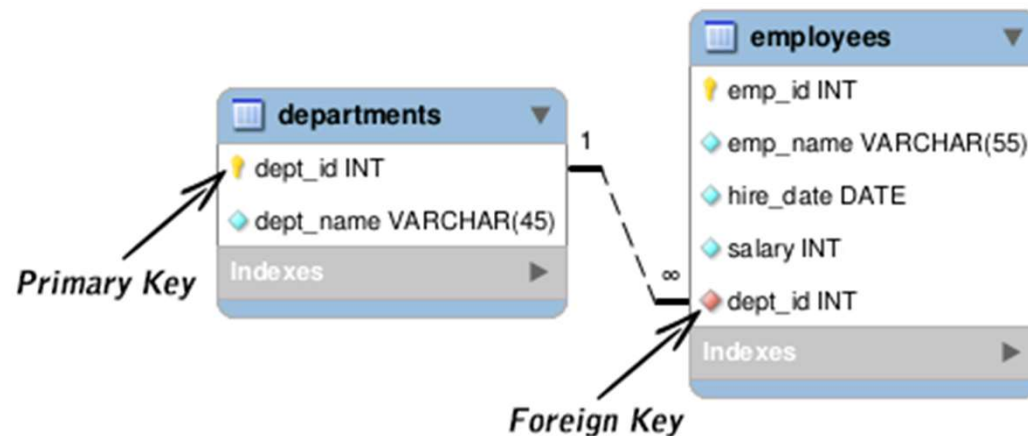 departments
dept_id INT
dept_name VARCHAR(45)
Indexes
Primary Key
1
∞
employees
emp_id INT
emp_name VARCHAR(55)
hire_date DATE
salary INT
dept_id INT
Indexes
Foreign Key